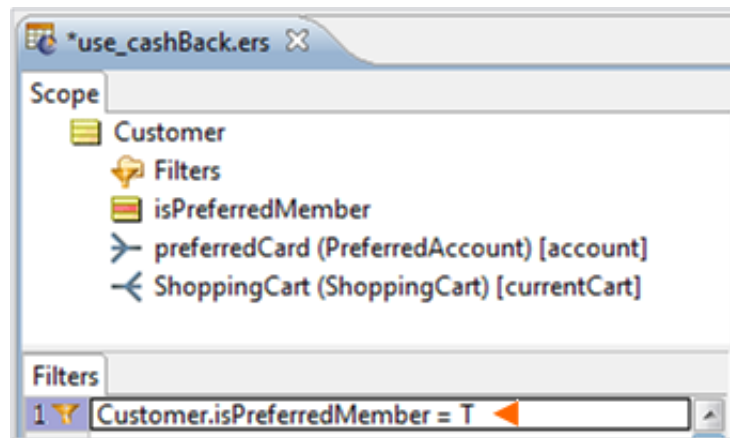 *use_cashBack.ers
Scope
Customer
Filters
isPreferredMember
preferredCard (PreferredAccount) [account]
ShoppingCart (ShoppingCart) [currentCart]
Filters
1 Customer.isPreferredMember = T